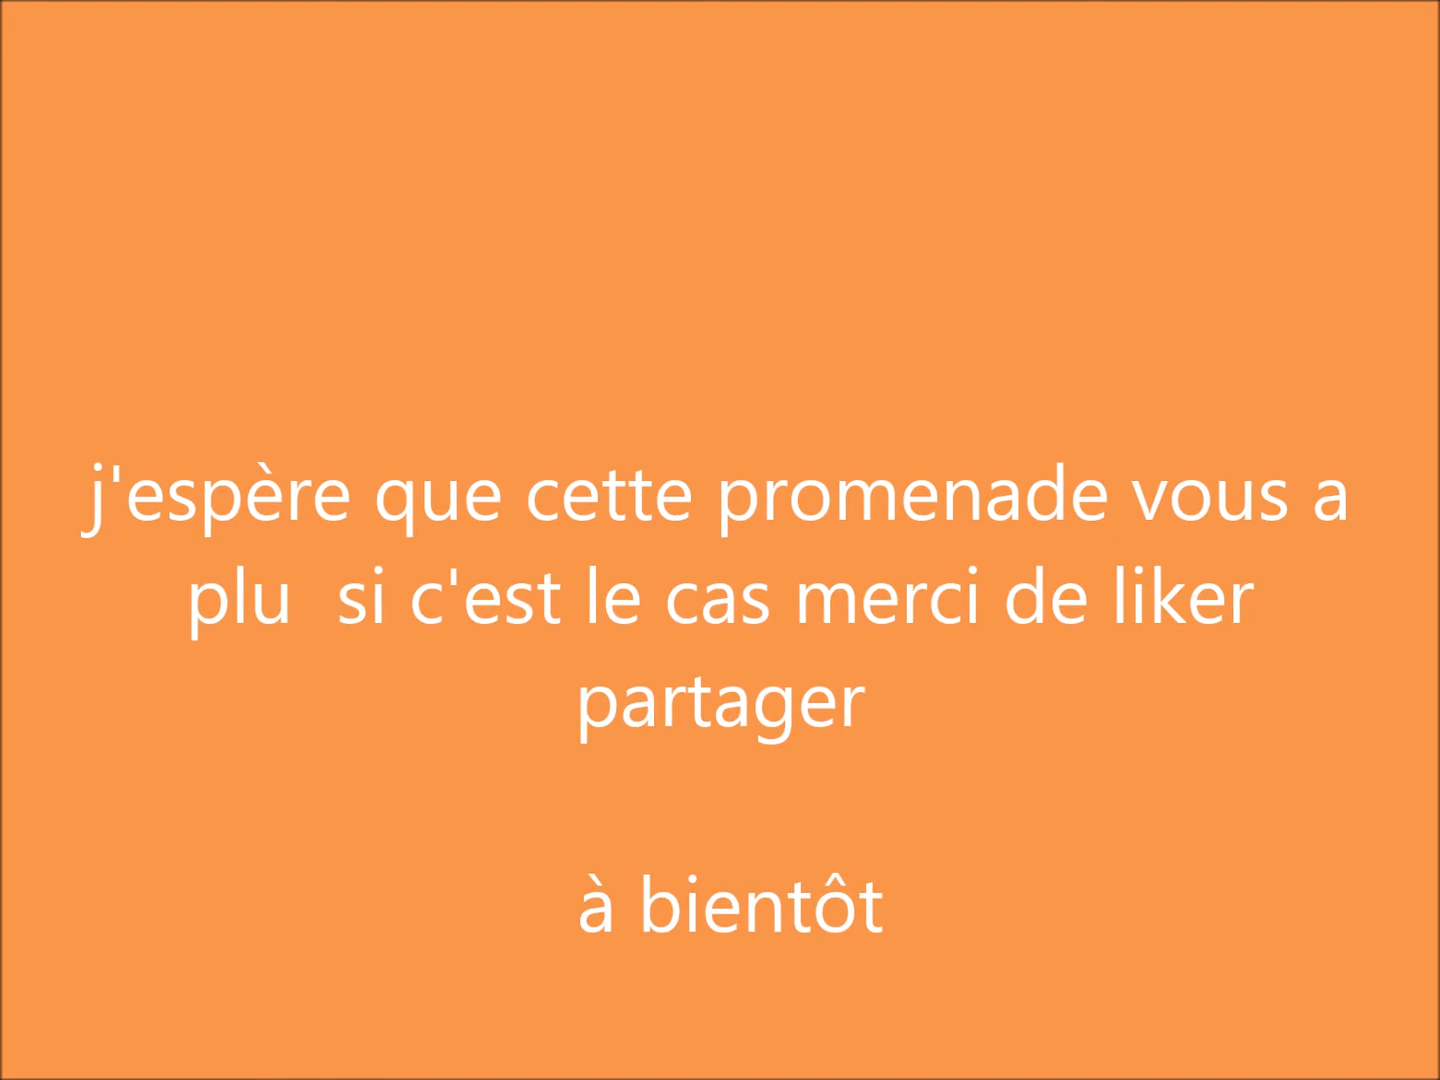 j'espère que cette promenade vous a
plu  si c'est le cas merci de liker
partager
à bientôt